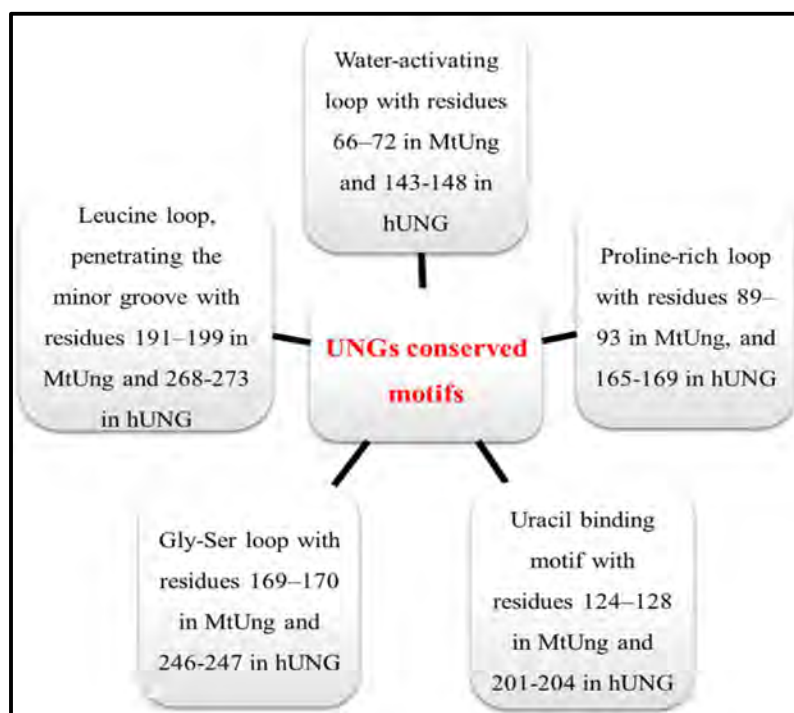 Water-activating
loop with residues
66–72 in MtUng
and 143-148 in
hUNG
Leucine loop,
penetrating the
minor groove with
residues 191–199 in
MtUng and 268-273
in hUNG
Proline-rich loop
with residues 89–
93 in MtUng, and
165-169 in hUNG
UNGs conserved
motifs
Gly-Ser loop with
residues 169–170
in MtUng and
246-247 in hUNG
Uracil binding
motif with
residues 124–128
in MtUng and
201-204 in hUNG